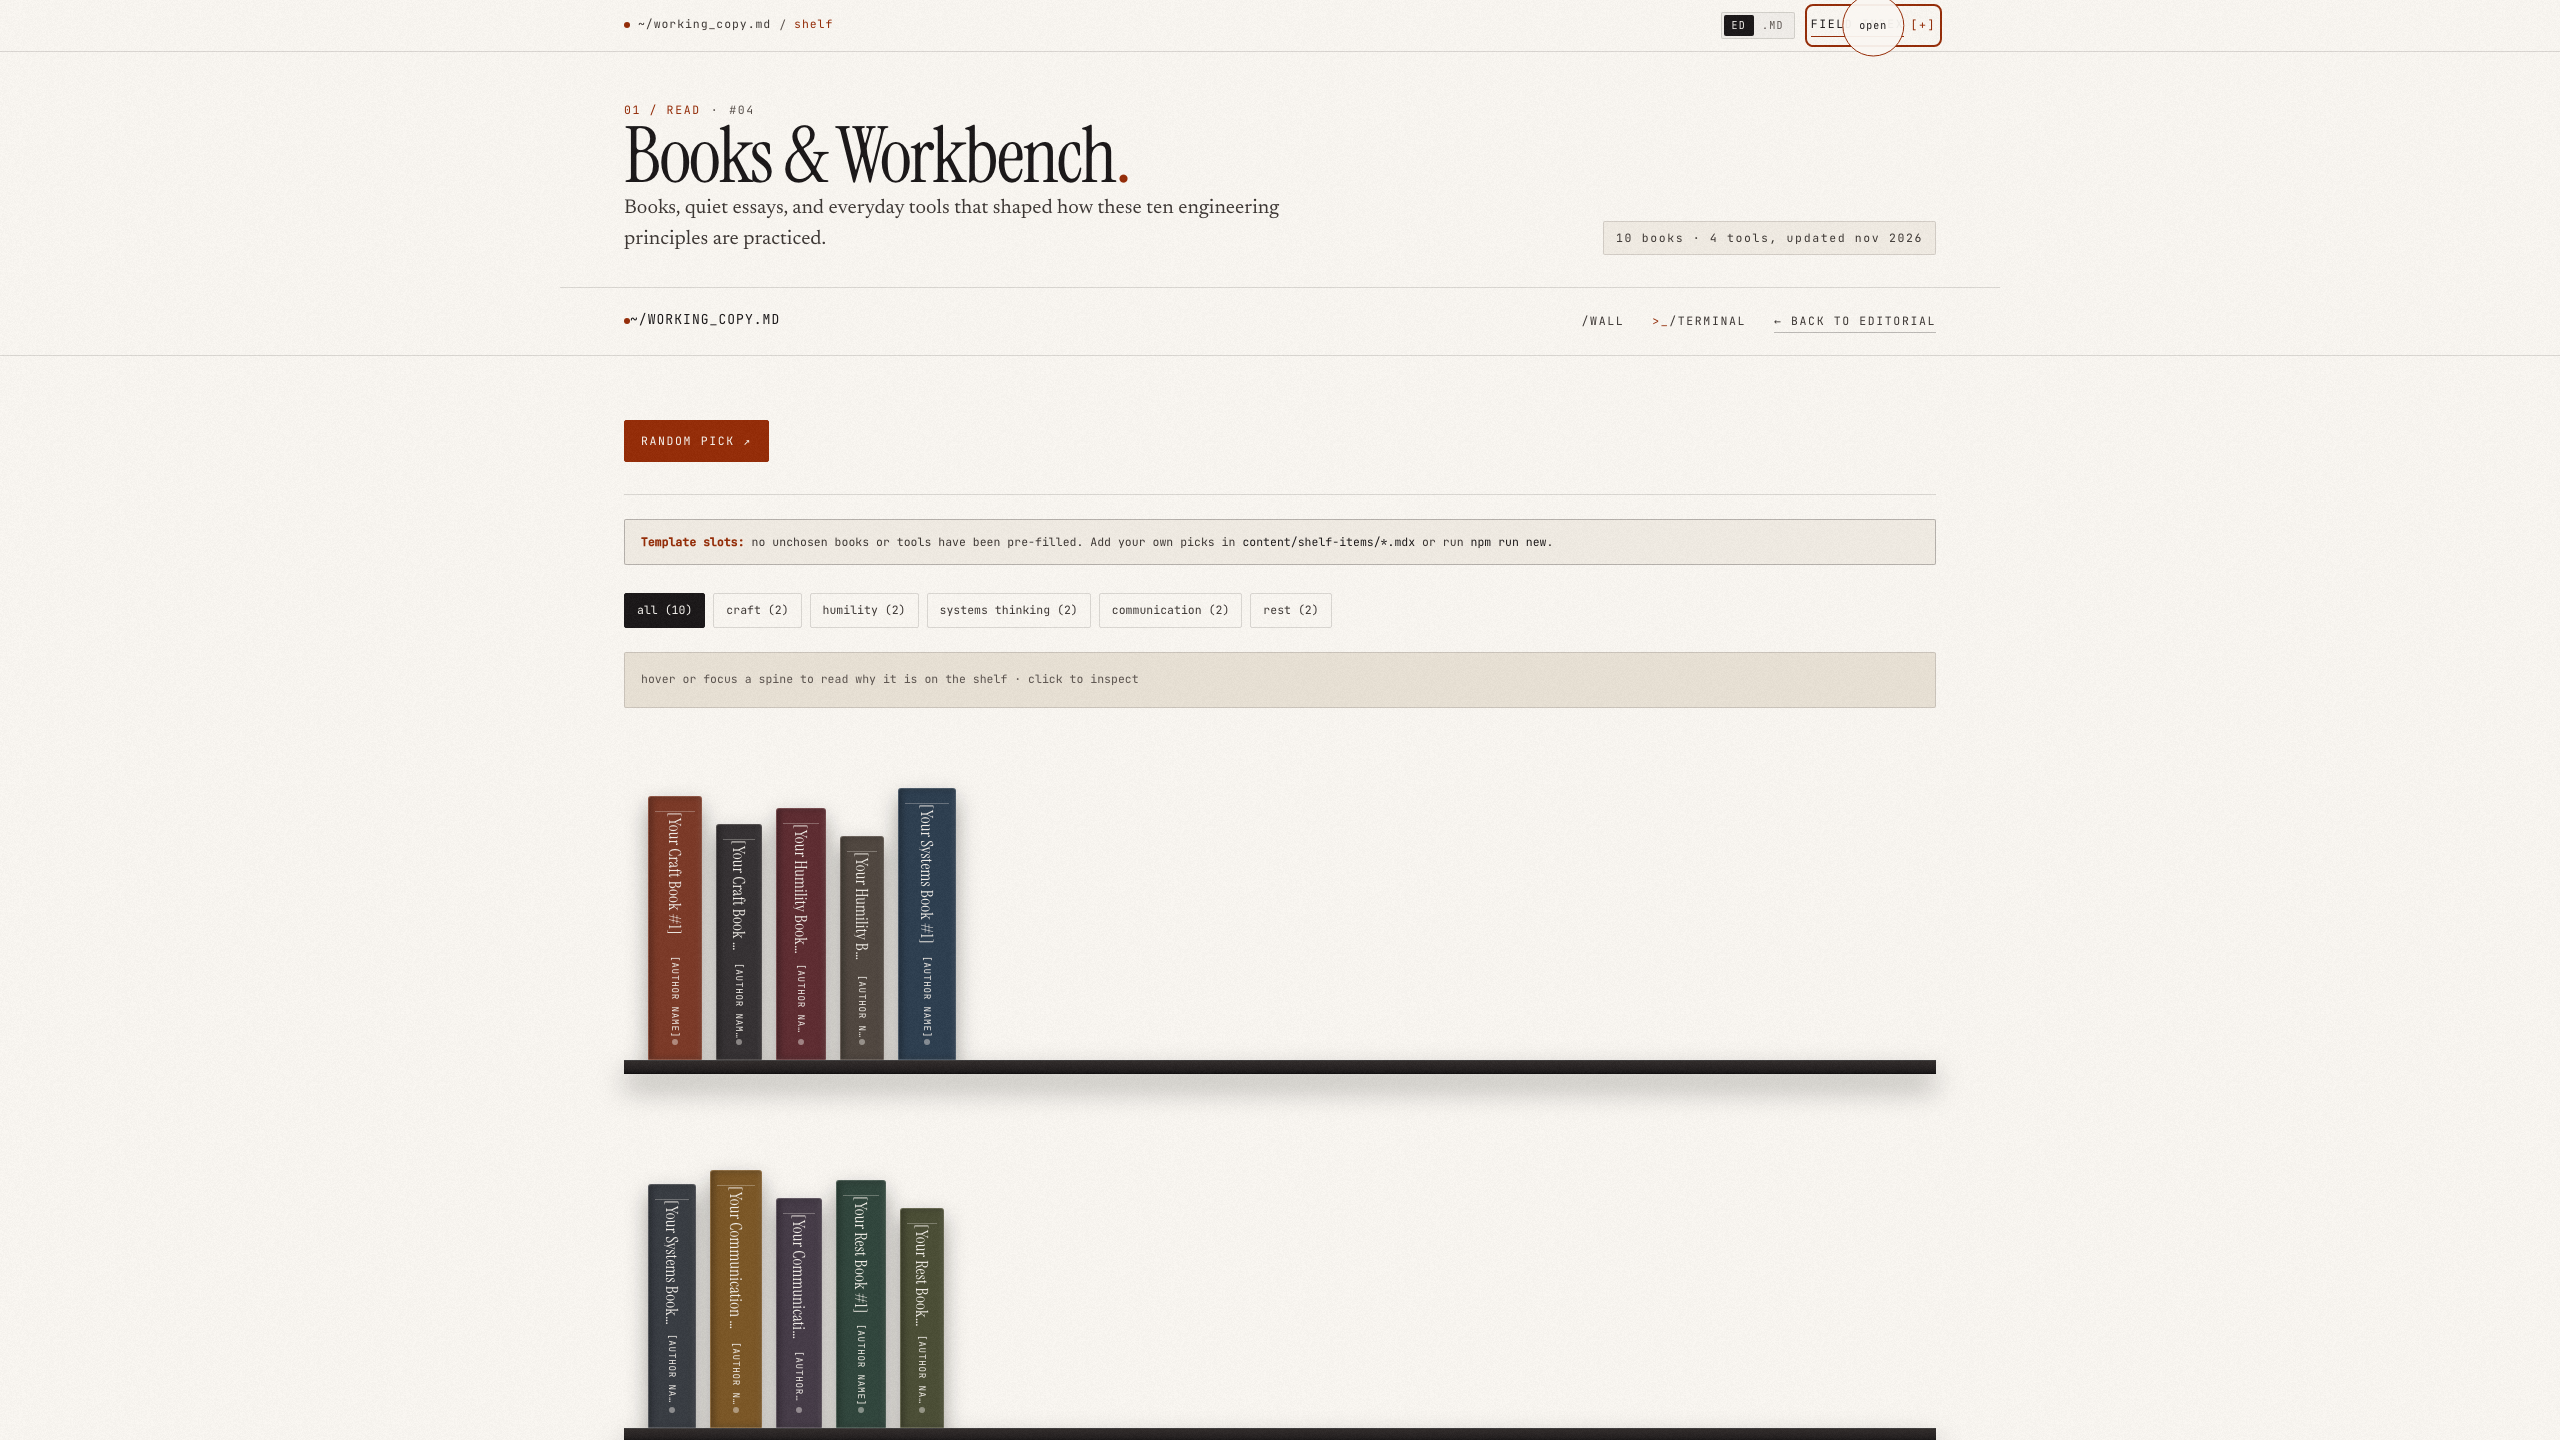 ~/working_copy.md / shelf
ED .MD
FIEL open [+]
01 / READ · #04
Books & Workbench.
Books, quiet essays, and everyday tools that shaped how these ten engineering
principles are practiced.
10 books · 4 tools, updated nov 2026
~/WORKING_COPY.MD
/WALL >_/TERMINAL ← BACK TO EDITORIAL
RANDOM PICK ↗
Template slots: no unchosen books or tools have been pre-filled. Add your own picks in content/shelf-items/*.mdx or run npm run new.
all (10) craft (2) humility (2) systems thinking (2) communication (2) rest (2)
hover or focus a spine to read why it is on the shelf · click to inspect
[Your Craft Book #1] [AUTHOR NAME]
[Your Craft Book … [AUTHOR NAM…
[Your Humility Book… [AUTHOR NA…
[Your Humility B… [AUTHOR N…
[Your Systems Book #1] [AUTHOR NAME]
[Your Systems Book… [AUTHOR NA…
[Your Communication … [AUTHOR N…
[Your Communicati… [AUTHOR…
[Your Rest Book #1] [AUTHOR NAME]
[Your Rest Book… [AUTHOR NA…